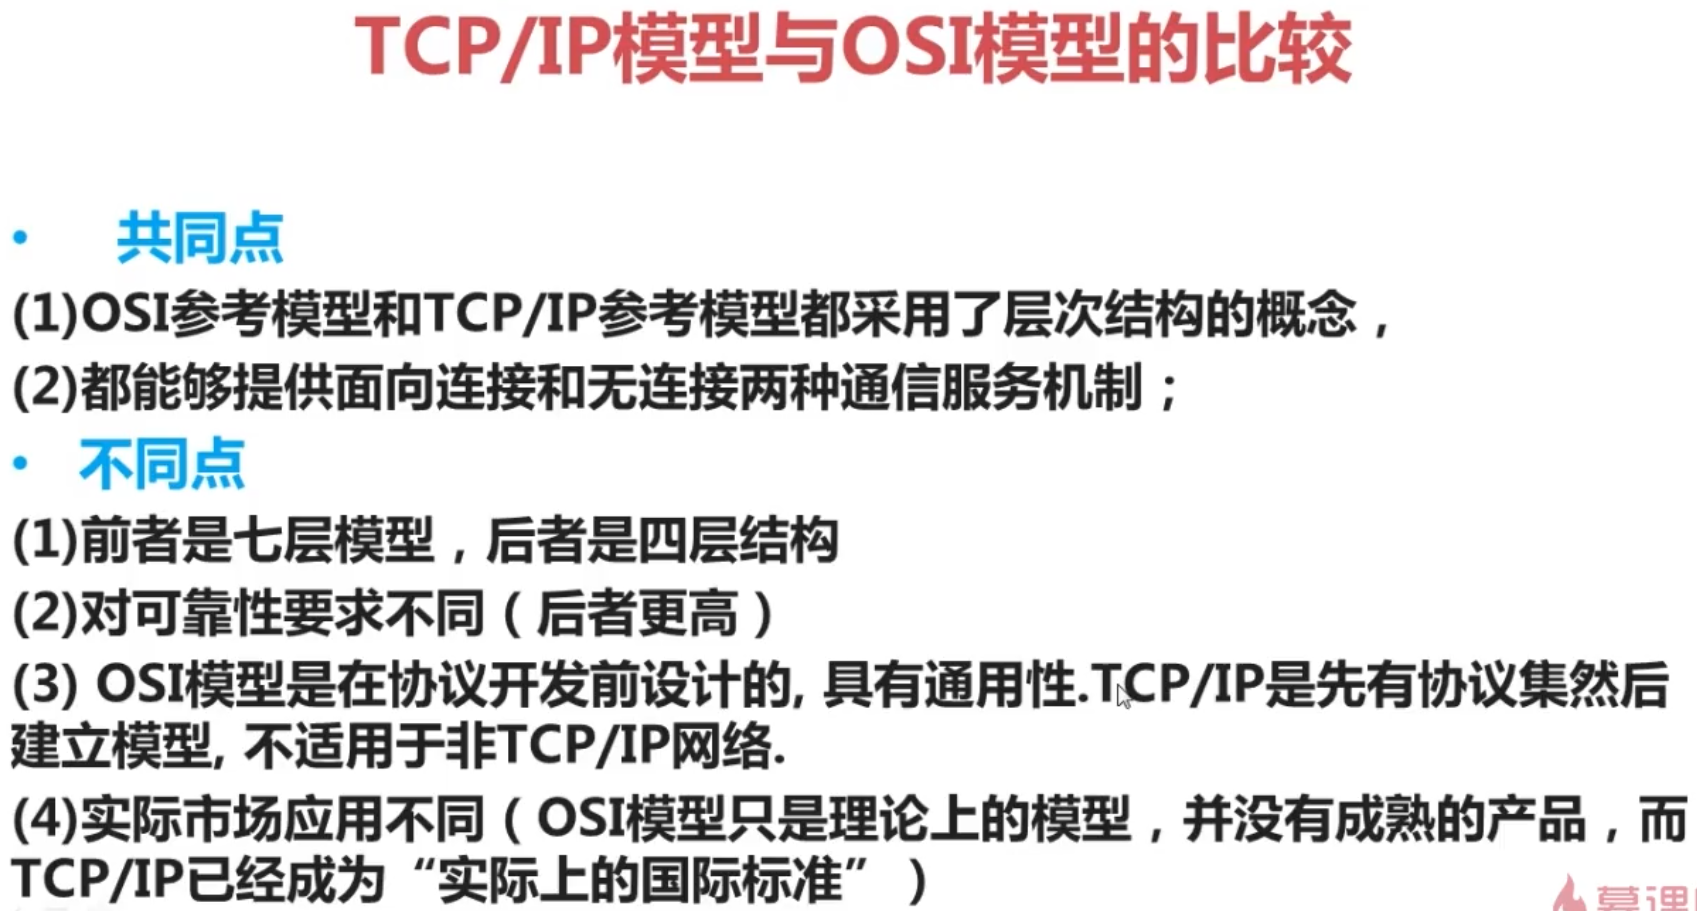 TCP/IP模型与OSI模型的比较
• 共同点
(1)OSI参考模型和TCP/IP参考模型都采用了层次结构的概念，
(2)都能够提供面向连接和无连接两种通信服务机制；
• 不同点
(1)前者是七层模型，后者是四层结构
(2)对可靠性要求不同（后者更高）
(3) OSI模型是在协议开发前设计的, 具有通用性.TCP/IP是先有协议集然后
建立模型, 不适用于非TCP/IP网络.
(4)实际市场应用不同（OSI模型只是理论上的模型，并没有成熟的产品，而
TCP/IP已经成为“实际上的国际标准”）
慕课